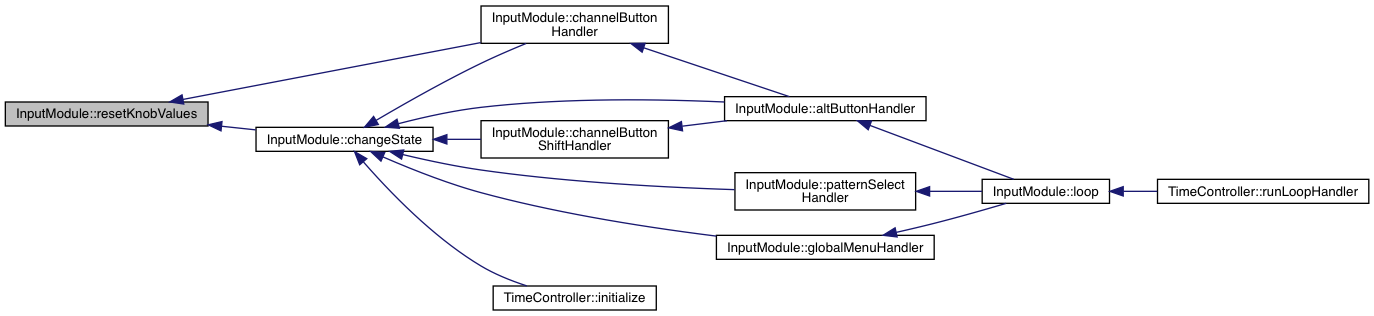 InputModule::channelButton
Handler
InputModule::resetKnobValues
InputModule::changeState
InputModule::altButtonHandler
InputModule::channelButton
ShiftHandler
InputModule::patternSelect
Handler
InputModule::loop
TimeController::runLoopHandler
InputModule::globalMenuHandler
TimeController::initialize